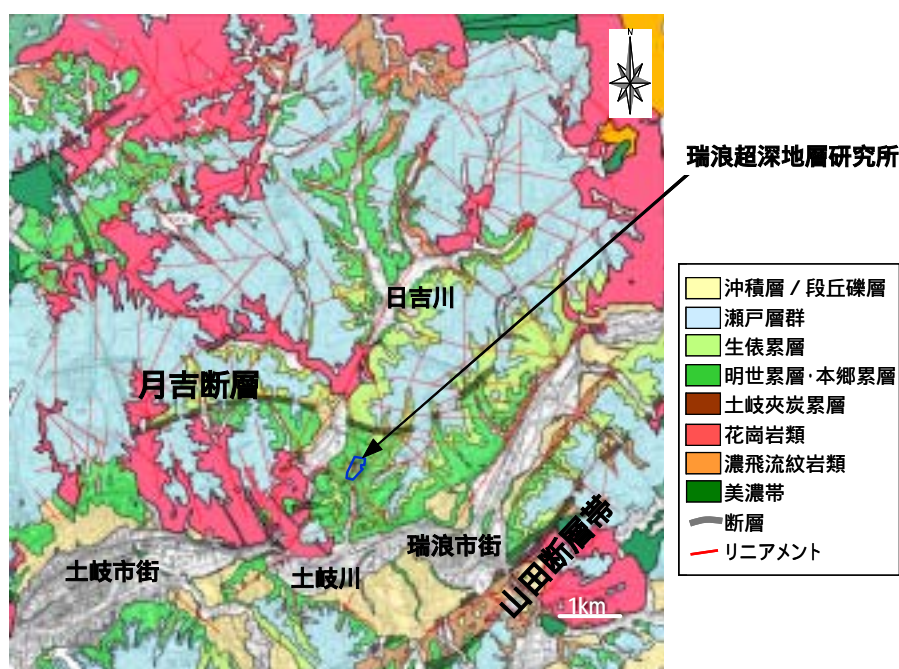 N
瑞浪超深地層研究所
日吉川
月吉断層
土岐市街
土岐川
瑞浪市街
山田断層帯
1km
沖積層 / 段丘礫層
瀬戸層群
生俵累層
明世累層・本郷累層
土岐夾炭累層
花崗岩類
濃飛流紋岩類
美濃帯
断層
リニアメント